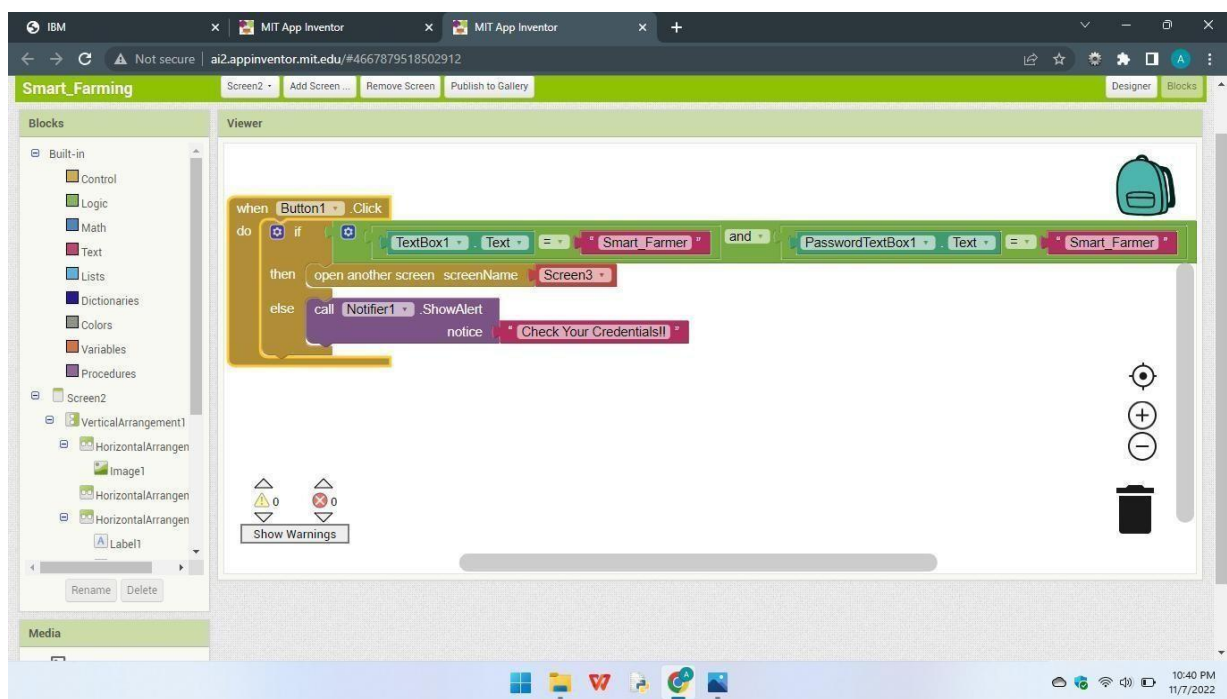 IBM
MIT App Inventor
MIT App Inventor
Not secure | ai2.appinventor.mit.edu/#4667879518502912
A
Smart_Farming
Screen2
Add Screen ...
Remove Screen
Publish to Gallery
Designer
Blocks
Blocks
Viewer
Built-in
Control
Logic
Math
Text
Lists
Dictionaries
Colors
Variables
Procedures
Screen2
VerticalArrangement1
HorizontalArrangen
Image1
HorizontalArrangen
HorizontalArrangen
A Label1
Rename
Delete
Media
when Button1 .Click
do if TextBox1 . Text = " Smart_Farmer " and PasswordTextBox1 . Text = " Smart_Farmer "
then open another screen screenName Screen3
else call Notifier1 .ShowAlert
notice " Check Your Credentials!! "
0 0
Show Warnings
W
10:40 PM
11/7/2022